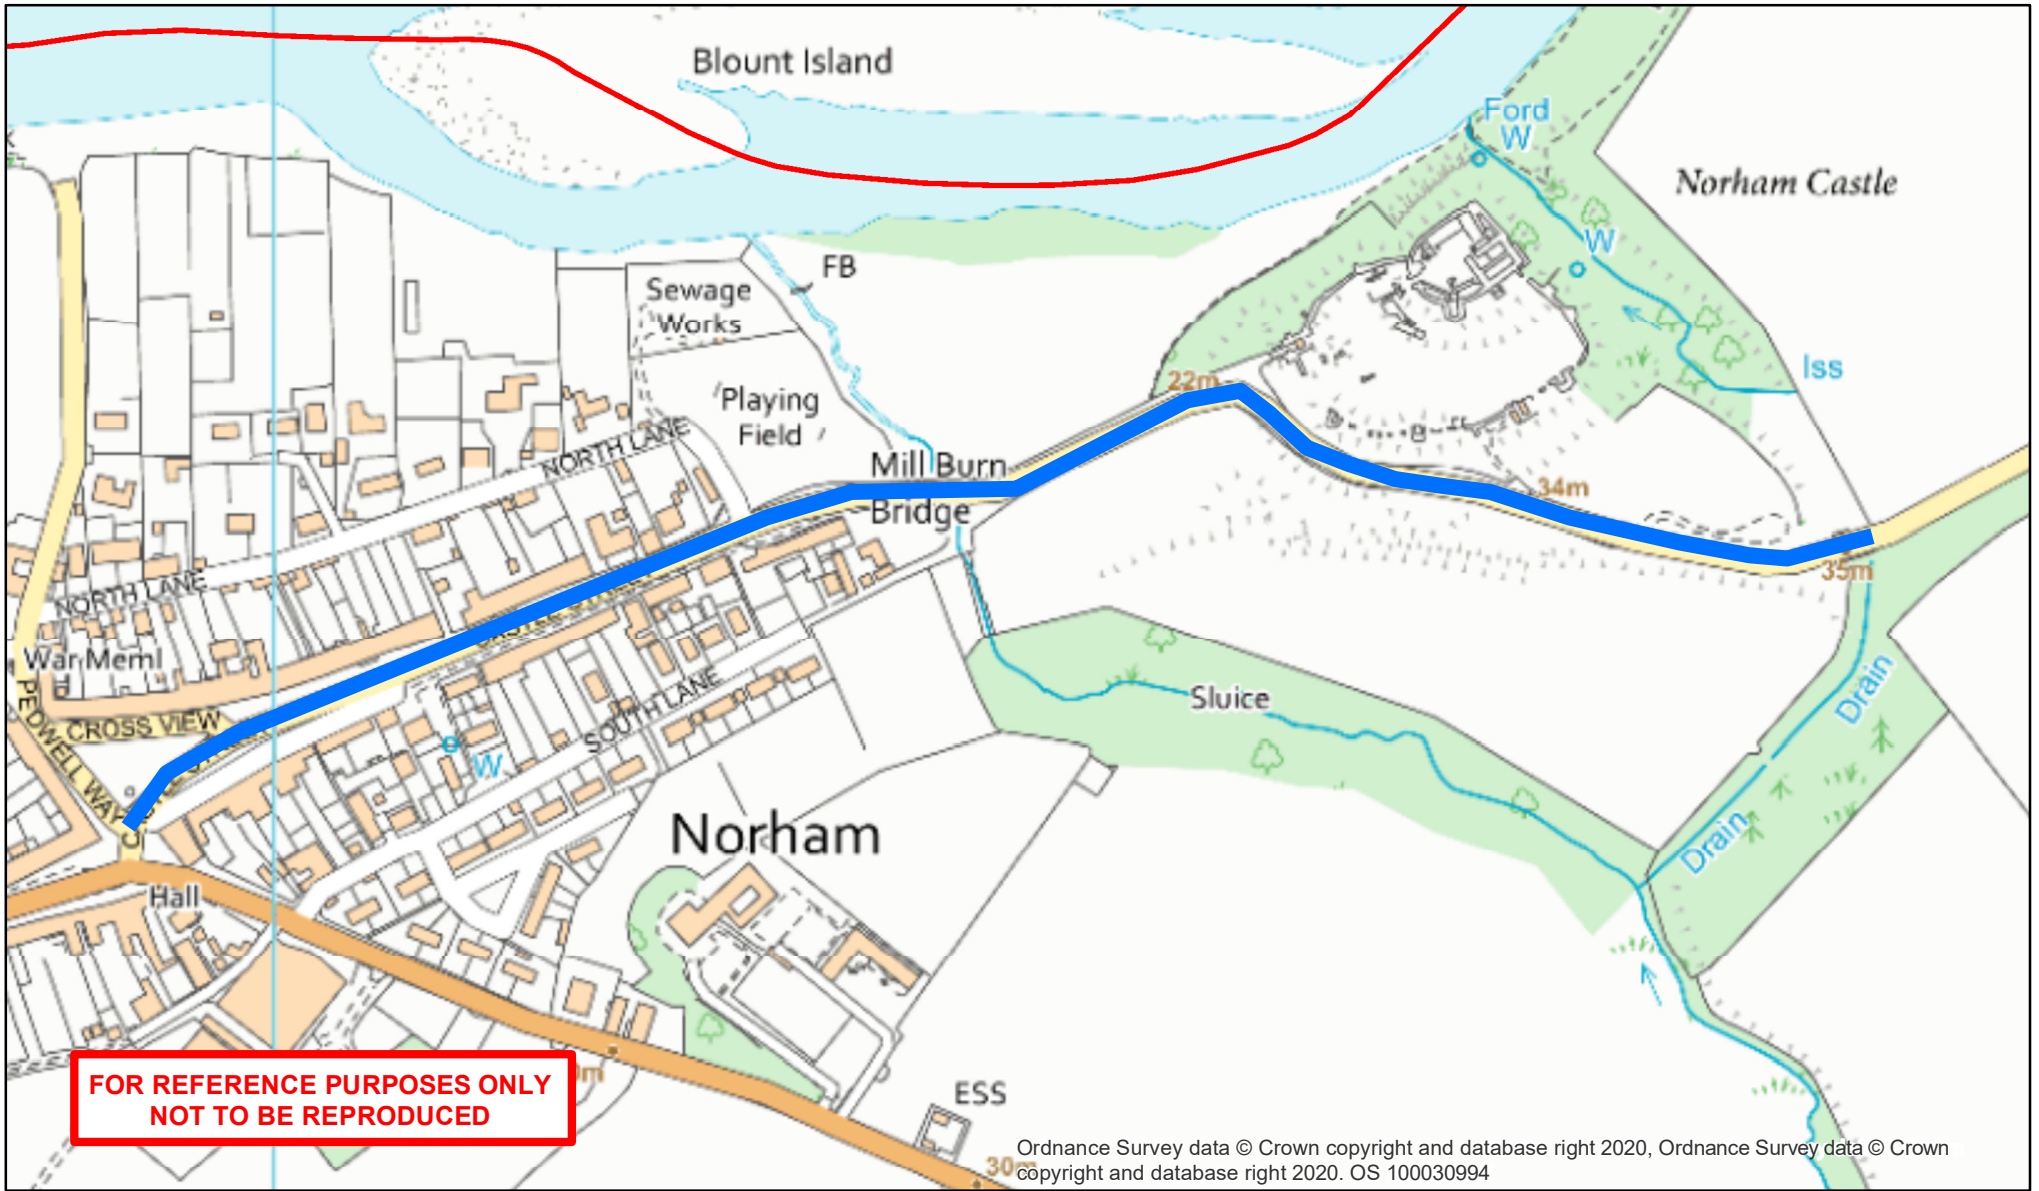 Blount Island
Ford
W
Norham Castle
W
FB
Sewage
Works
Iss
22m
Playing
Field
NORTH LANE
Mill Burn
34m
Bridge
35m
NORTH LANE
War Meml
SOUTH LANE
Sluice
Drain
PEDWELL WAY
CROSS VIEW
W
Norham
Drain
Hall
FOR REFERENCE PURPOSES ONLY
NOT TO BE REPRODUCED
ESS
30m
Ordnance Survey data © Crown copyright and database right 2020, Ordnance Survey data © Crown
copyright and database right 2020. OS 100030994